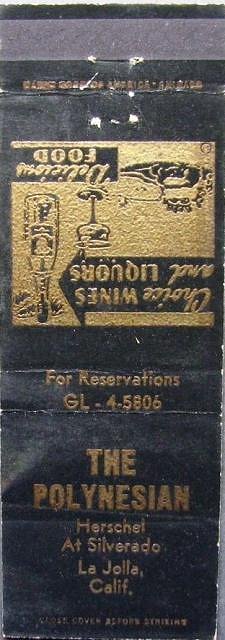 Delicious
FOOD
Choice WINES
and LIQUORS
For Reservations
GL - 4-5806
THE
POLYNESIAN
Herschel
At Silverado
La Jolla,
Calif.
CLOSE COVER BEFORE STRIKING